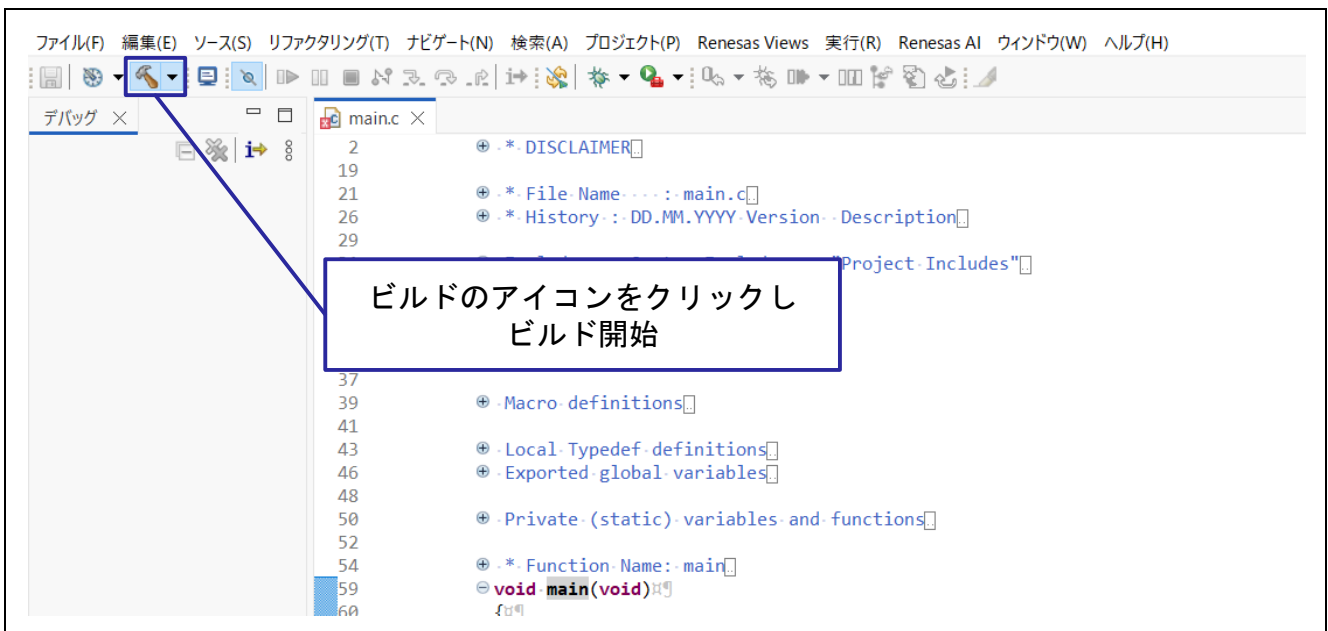 ファイル(F) 編集(E) ソース(S) リファクタリング(T) ナビゲート(N) 検索(A) プロジェクト(P) Renesas Views 実行(R) Renesas AI ウィンドウ(W) ヘルプ(H)
デバッグ
main.c
2 * DISCLAIMER
19
21 * File Name : main.c
26 * History : DD.MM.YYYY Version Description
29
"Project Includes"
ビルドのアイコンをクリックし
ビルド開始
37
39 Macro definitions
41
43 Local Typedef definitions
46 Exported global variables
48
50 Private (static) variables and functions
52
54 * Function Name: main
59 void main(void)
60 {